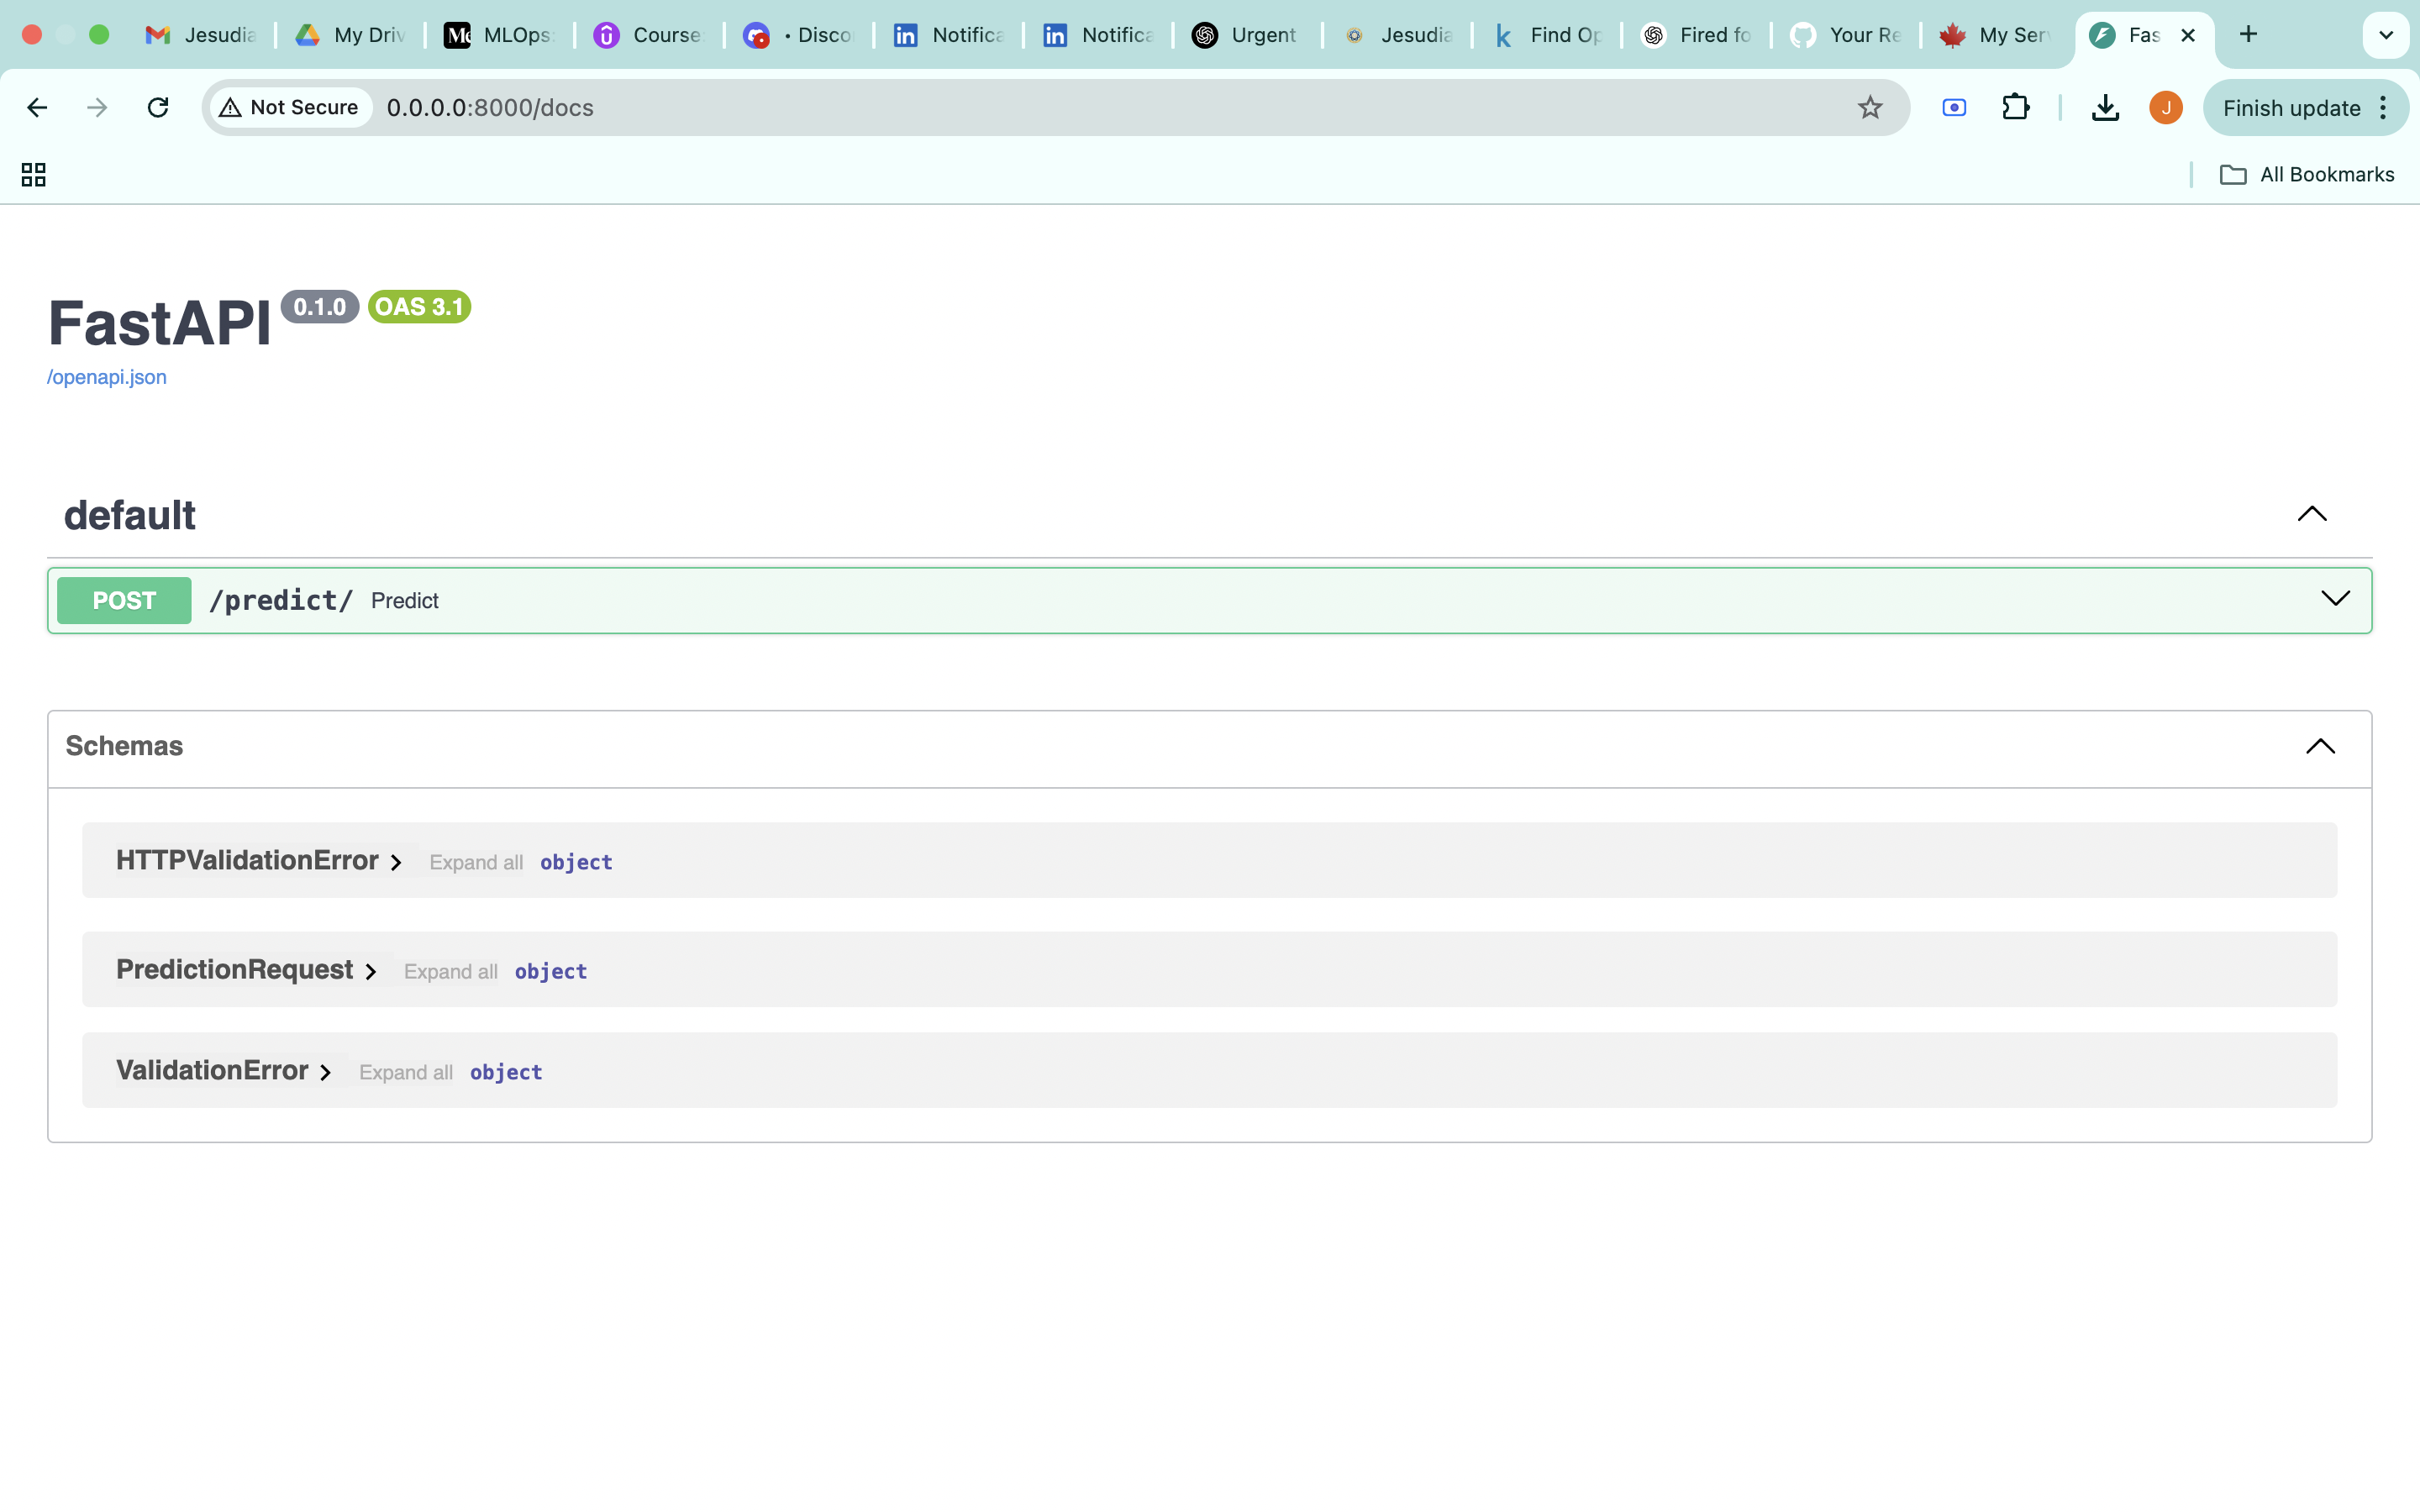 Jesudia My Driv MLOps: Course: • Disco Notifica Notifica Urgent Jesudia Find Op Fired fo Your Re My Serv Fas
Not Secure 0.0.0.0:8000/docs J Finish update
All Bookmarks
FastAPI 0.1.0 OAS 3.1
/openapi.json
default
POST /predict/ Predict
Schemas
HTTPValidationError Expand all object
PredictionRequest Expand all object
ValidationError Expand all object